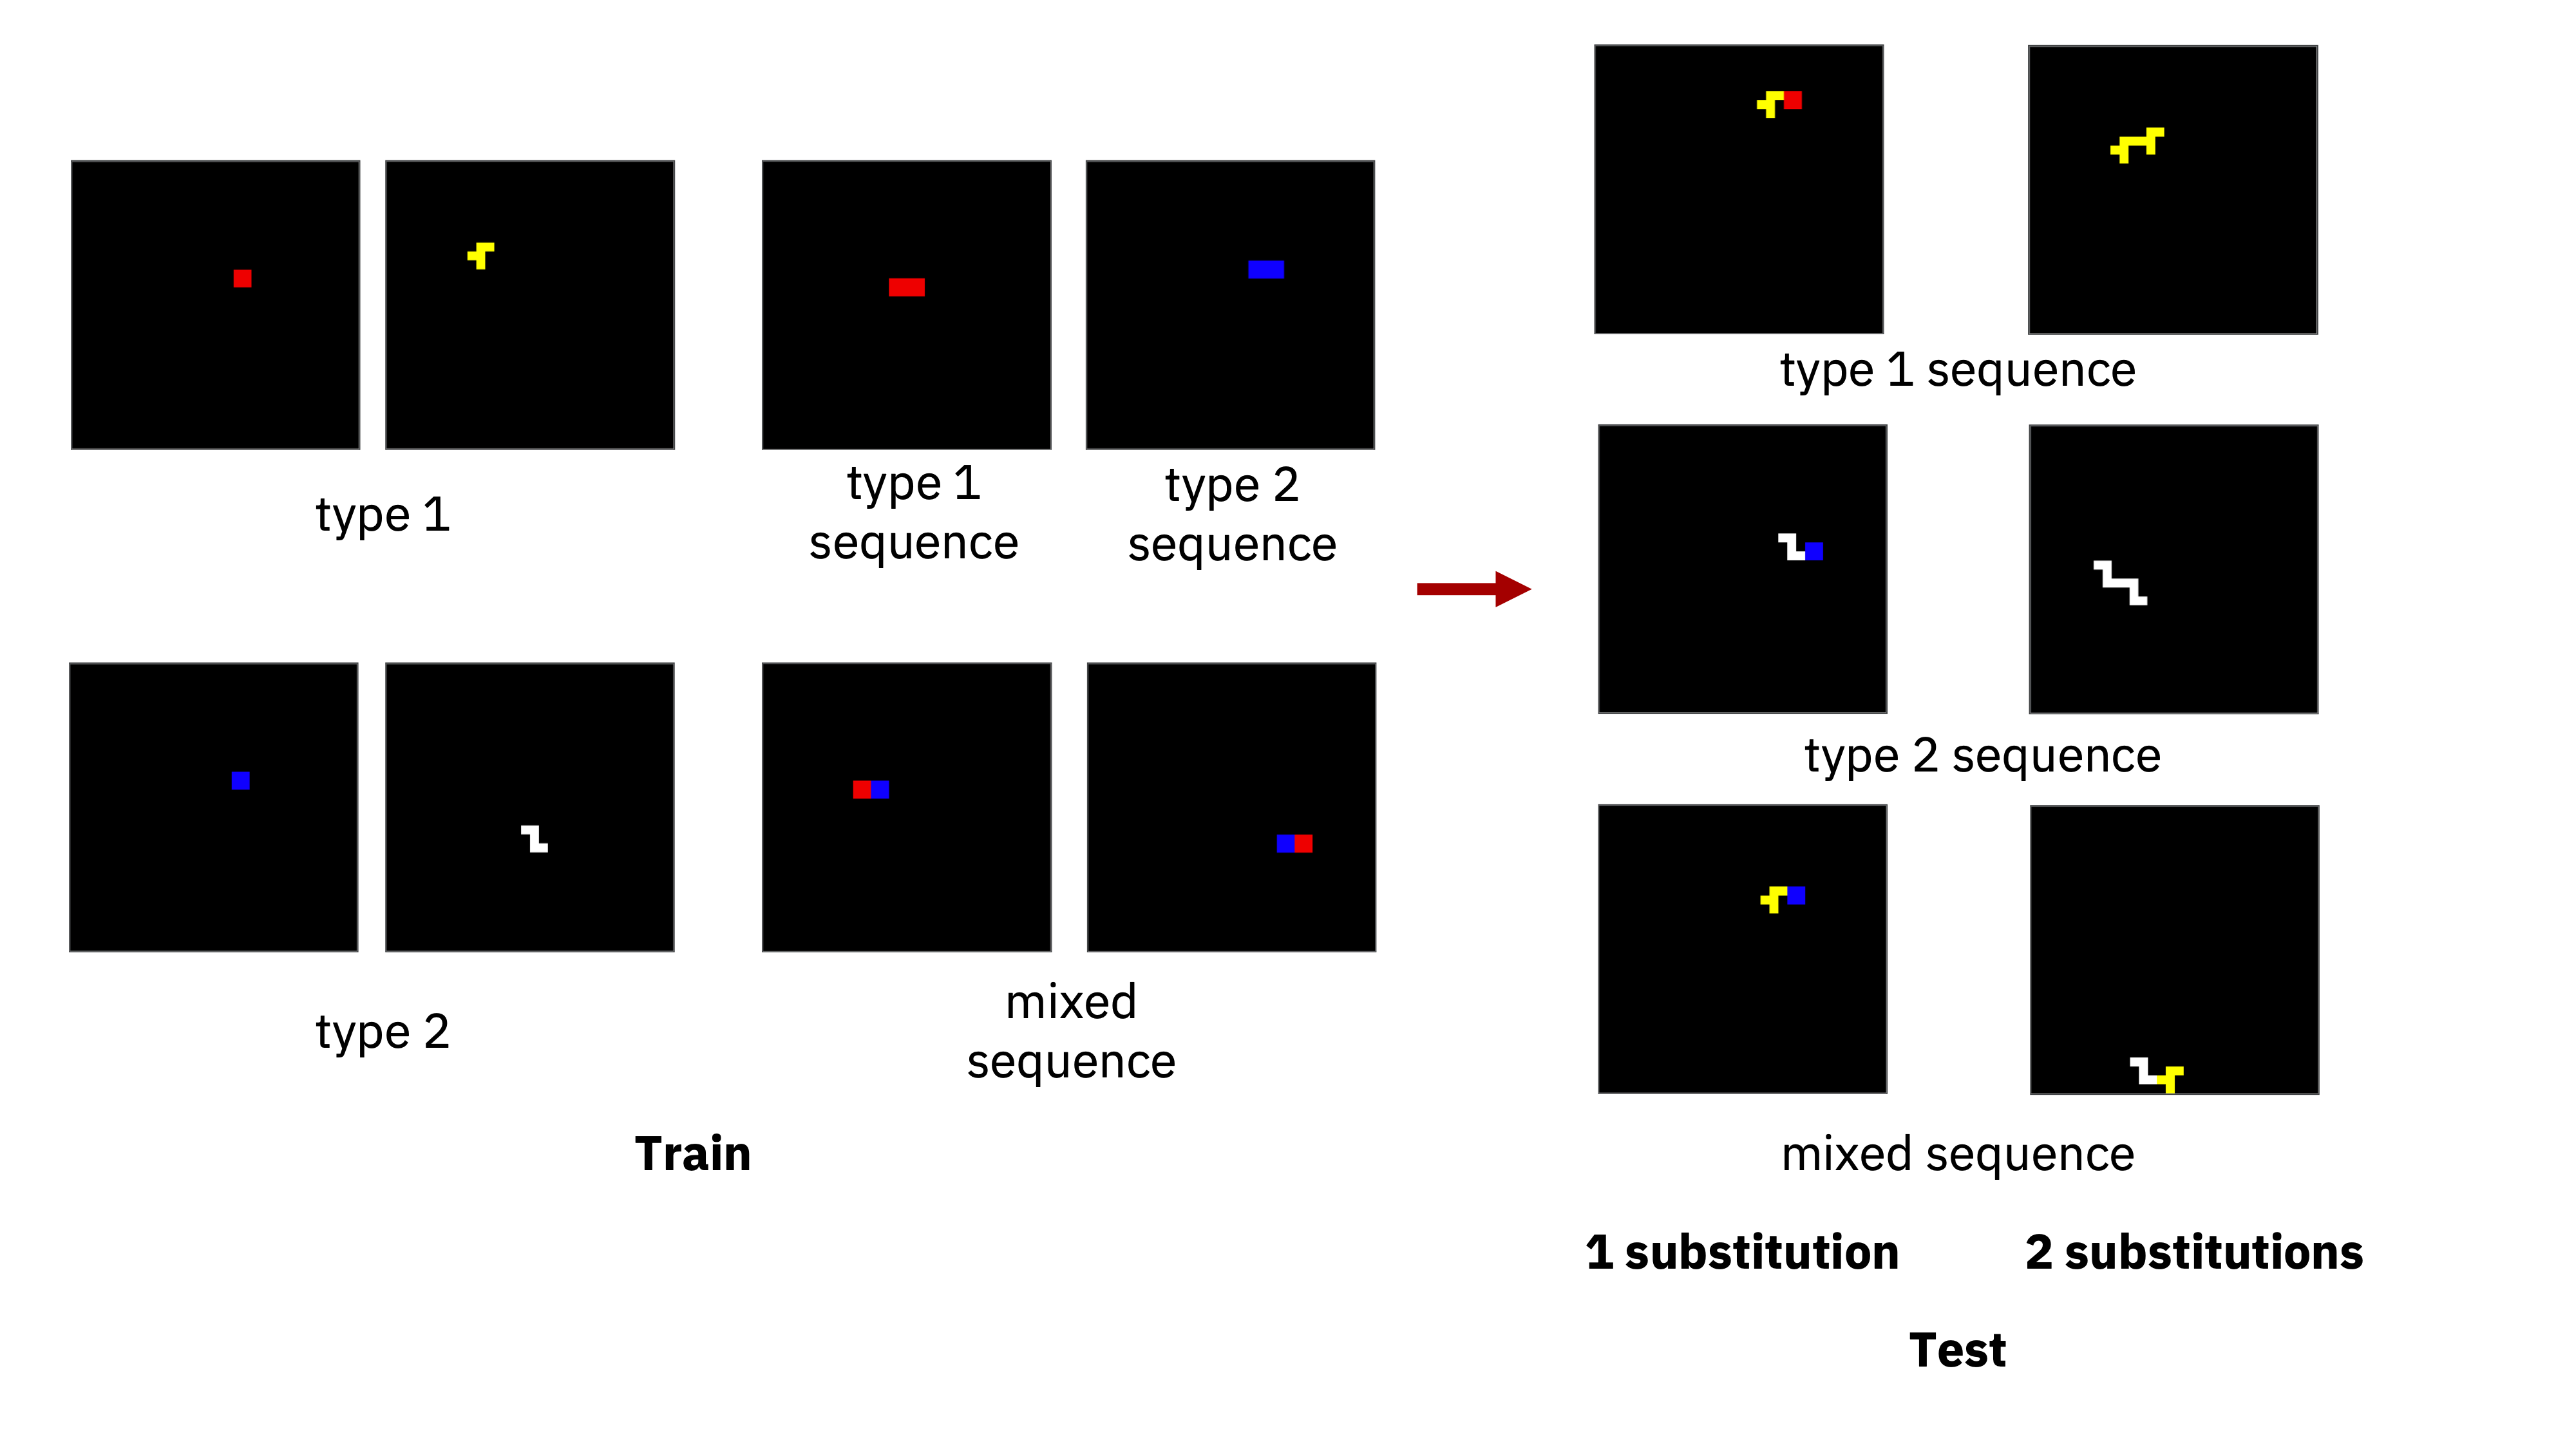 type 1
type 1
sequence
type 2
sequence
type 2
mixed
sequence
Train
type 1 sequence
type 2 sequence
mixed sequence
1 substitution
2 substitutions
Test